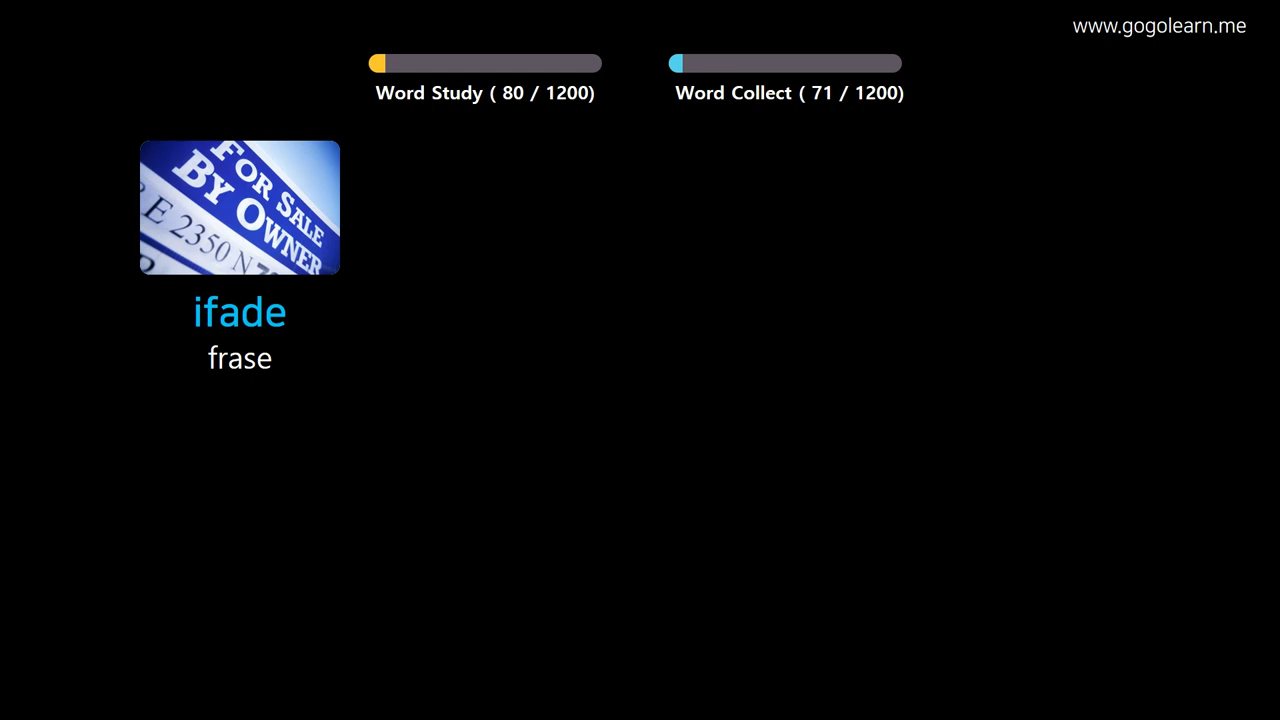 www.gogolearn.me
Word Study ( 80 / 1200)
Word Collect ( 71 / 1200)
FOR SALE
BY OWNER
E 2350 N
ifade
frase